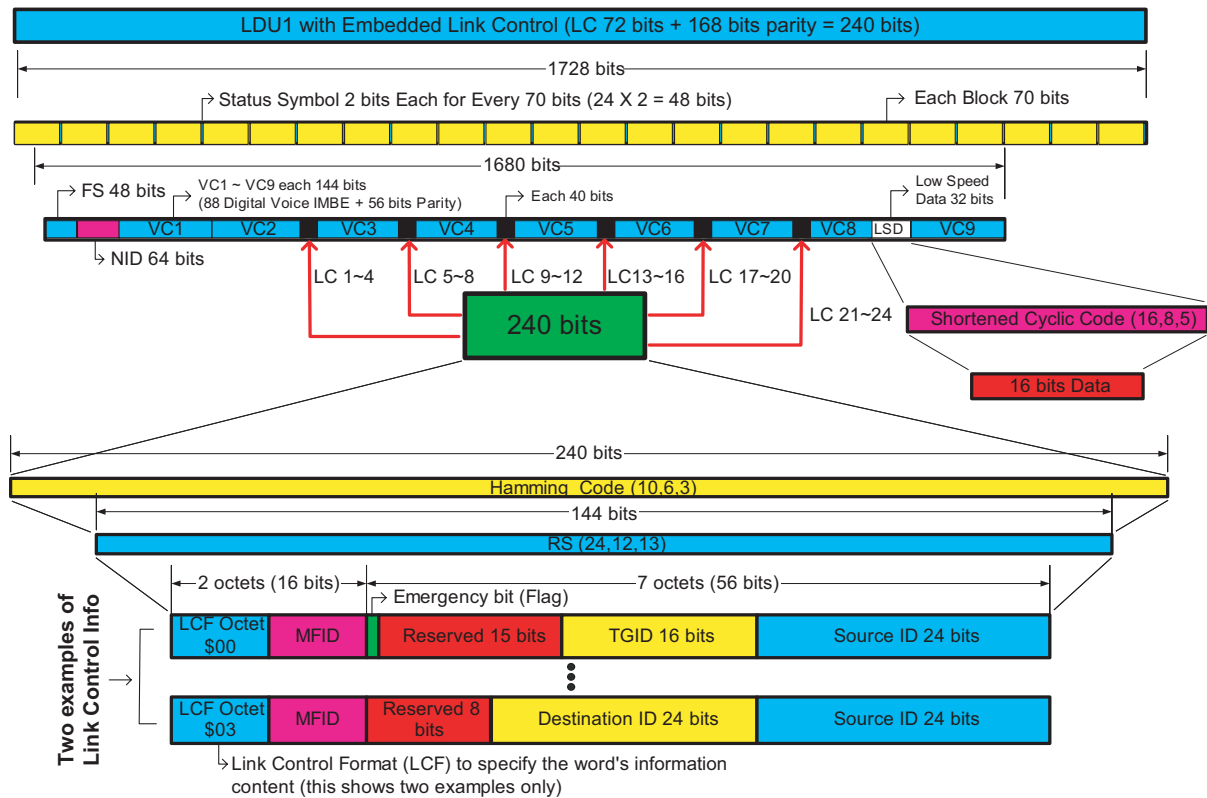 LDU1 with Embedded Link Control (LC 72 bits + 168 bits parity = 240 bits)
1728 bits
Status Symbol 2 bits Each for Every 70 bits (24 X 2 = 48 bits)
Each Block 70 bits
1680 bits
FS 48 bits
VC1 ~ VC9 each 144 bits
(88 Digital Voice IMBE + 56 bits Parity)
Each 40 bits
Low Speed
Data 32 bits
VC1
VC2
VC3
VC4
VC5
VC6
VC7
VC8
LSD
VC9
NID 64 bits
LC 1~4
LC 5~8
LC 9~12
LC13~16
LC 17~20
LC 21~24
240 bits
Shortened Cyclic Code (16,8,5)
16 bits Data
240 bits
Hamming Code (10,6,3)
144 bits
RS (24,12,13)
2 octets (16 bits)
7 octets (56 bits)
Emergency bit (Flag)
Two examples of
Link Control Info
LCF Octet
$00
MFID
Reserved 15 bits
TGID 16 bits
Source ID 24 bits
LCF Octet
$03
MFID
Reserved 8
bits
Destination ID 24 bits
Source ID 24 bits
Link Control Format (LCF) to specify the word's information
content (this shows two examples only)